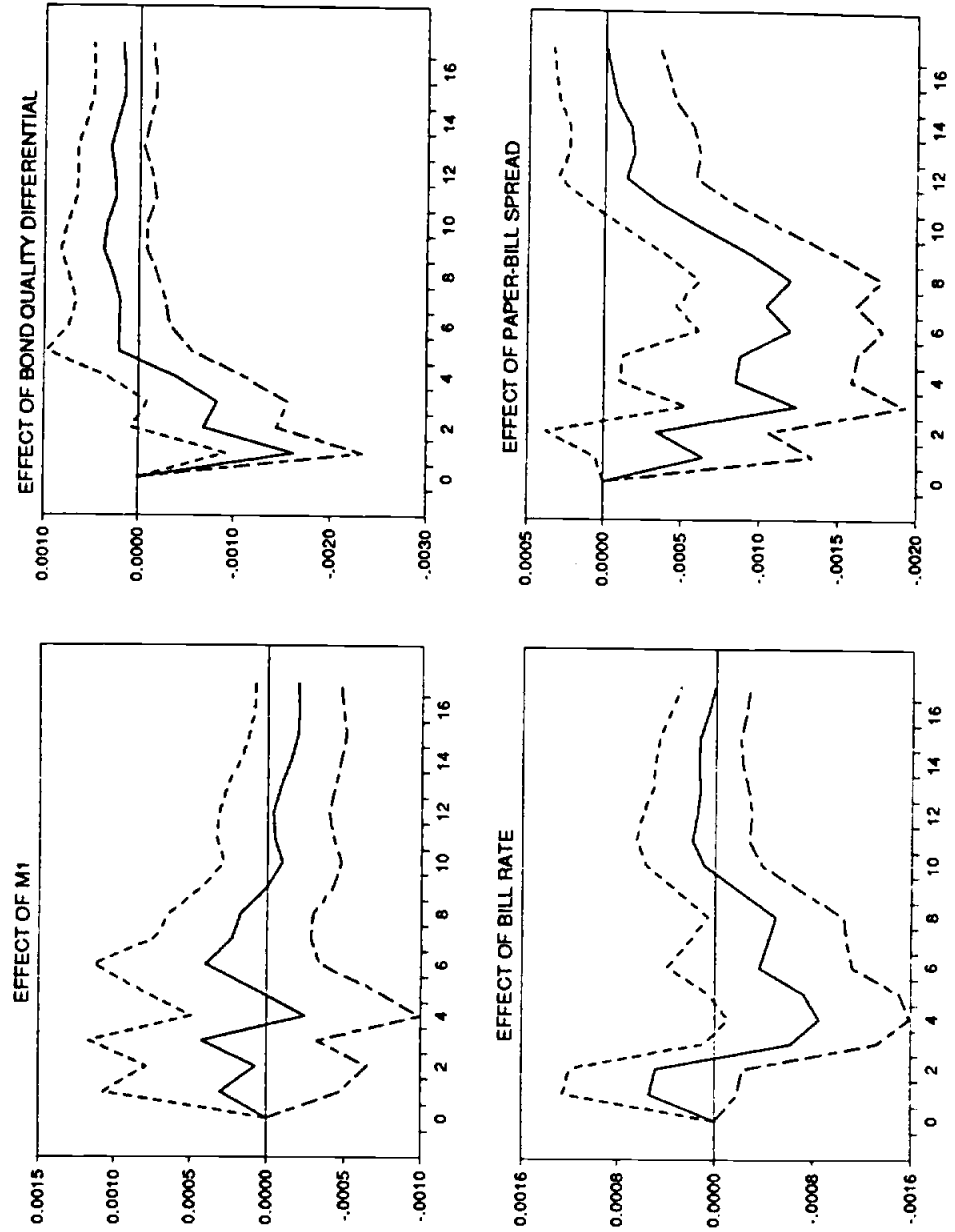 EFFECT OF M1
0.0015
0.0010
0.0005
0.0000
-.0005
-.0010
0 2 4 6 8 10 12 14 16
EFFECT OF BOND QUALITY DIFFERENTIAL
0.0010
0.0000
-.0010
-.0020
-.0030
0 2 4 6 8 10 12 14 16
EFFECT OF BILL RATE
0.0016
0.0008
0.0000
-.0008
-.0016
0 2 4 6 8 10 12 14 16
EFFECT OF PAPER-BILL SPREAD
0.0005
0.0000
-.0005
-.0010
-.0015
-.0020
0 2 4 6 8 10 12 14 16